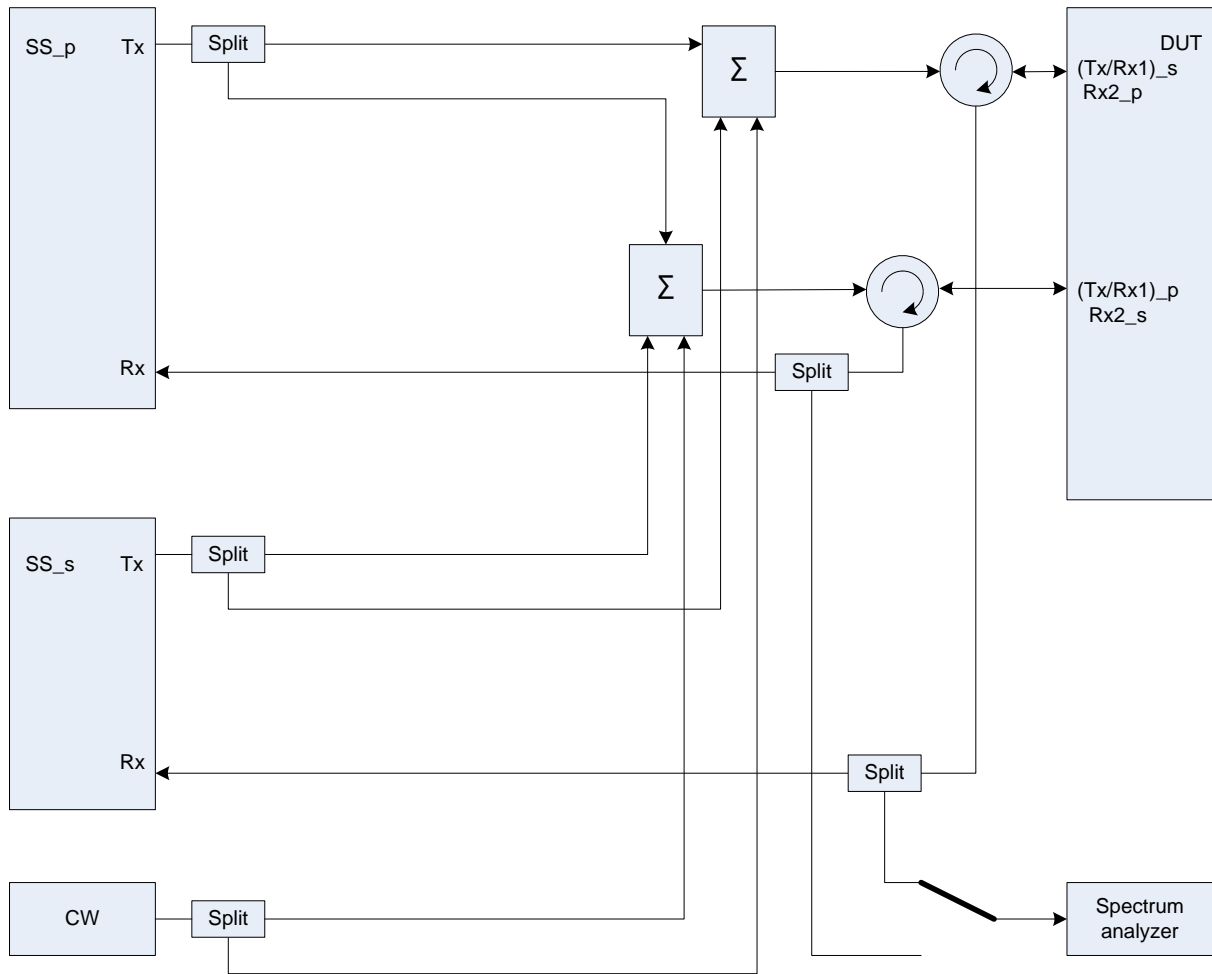 SS_p
Tx
Split
Σ
DUT
(Tx/Rx1)_s
Rx2_p
Σ
(Tx/Rx1)_p
Rx2_s
Rx
Split
SS_s
Tx
Split
Rx
Split
CW
Split
Spectrum
analyzer